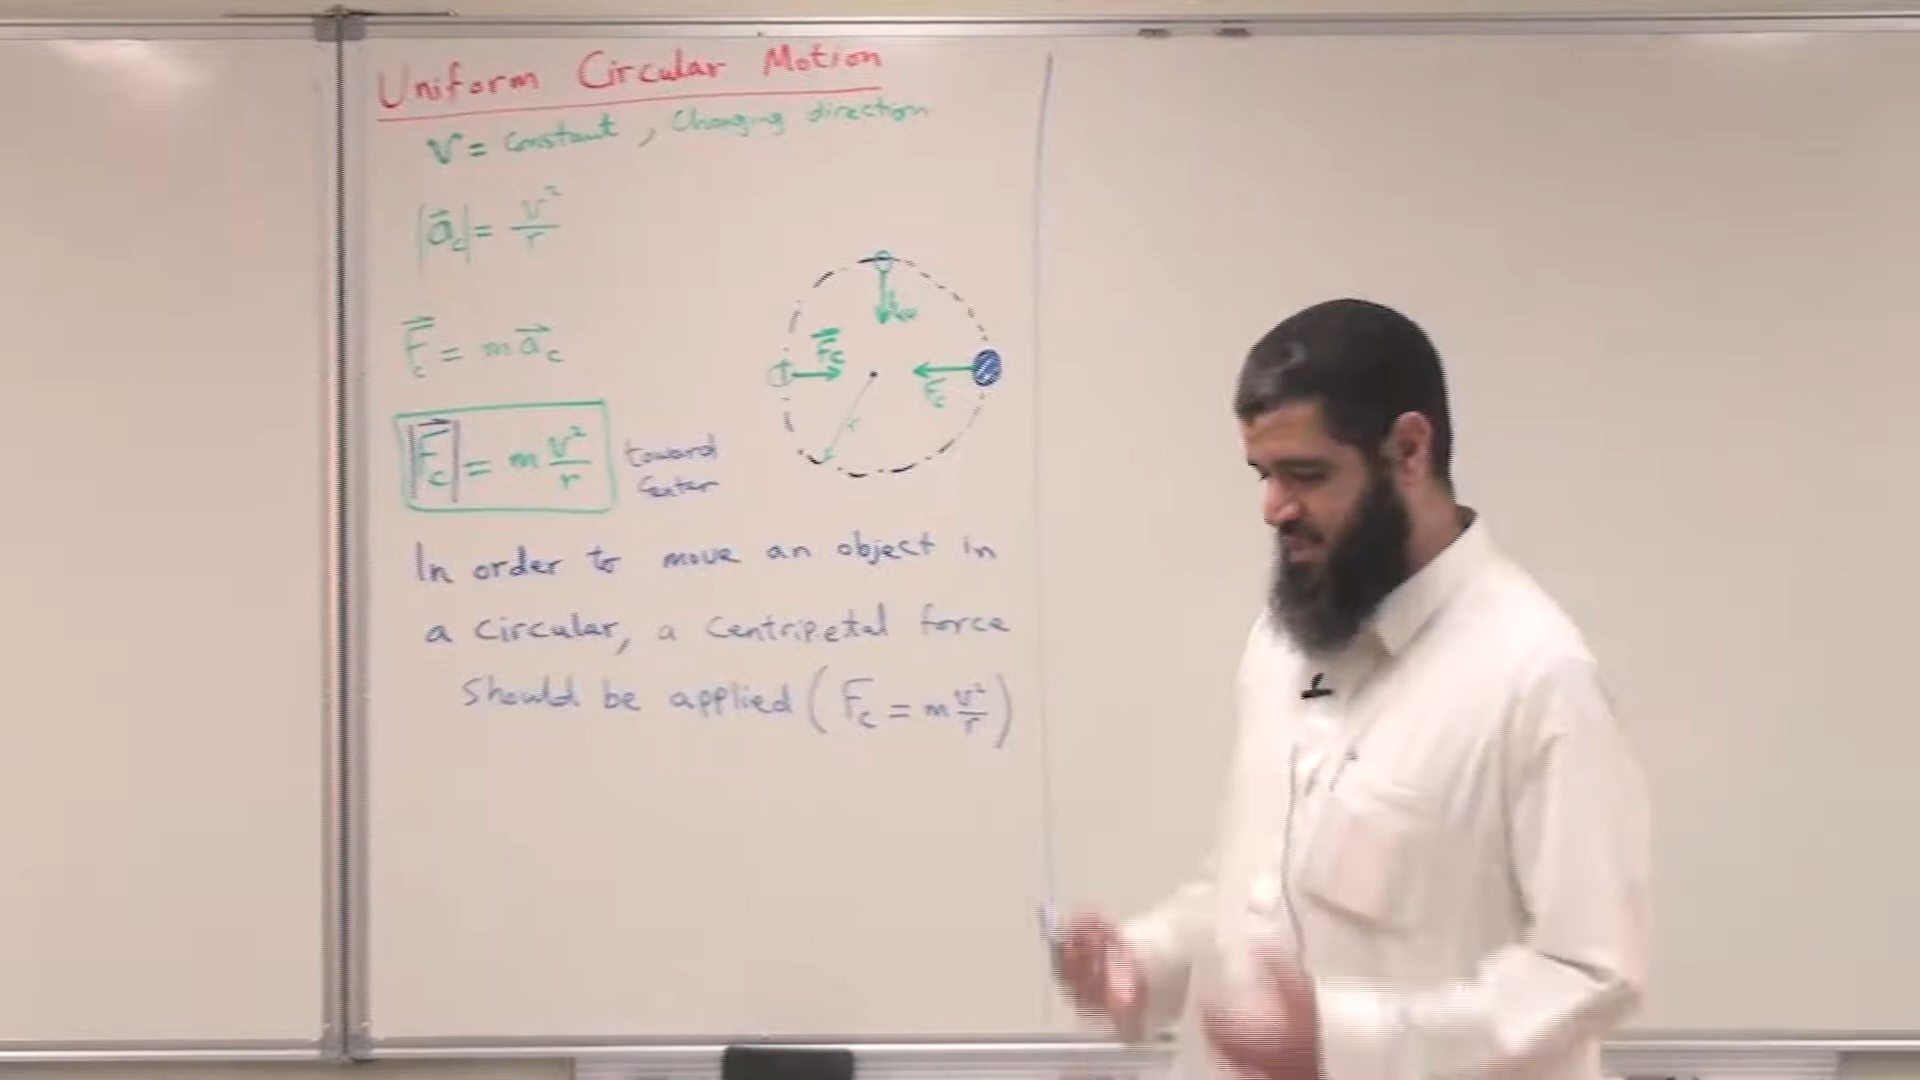 Uniform Circular Motion
V = Constant, Changing direction
|a⃗c| = v²/r
F⃗c = m a⃗c
|F⃗c| = m v²/r
toward
Center
Fc
F⃗c
Fc
r
In order to move an object in
a circular, a centripetal force
should be applied (Fc = m v²/r)